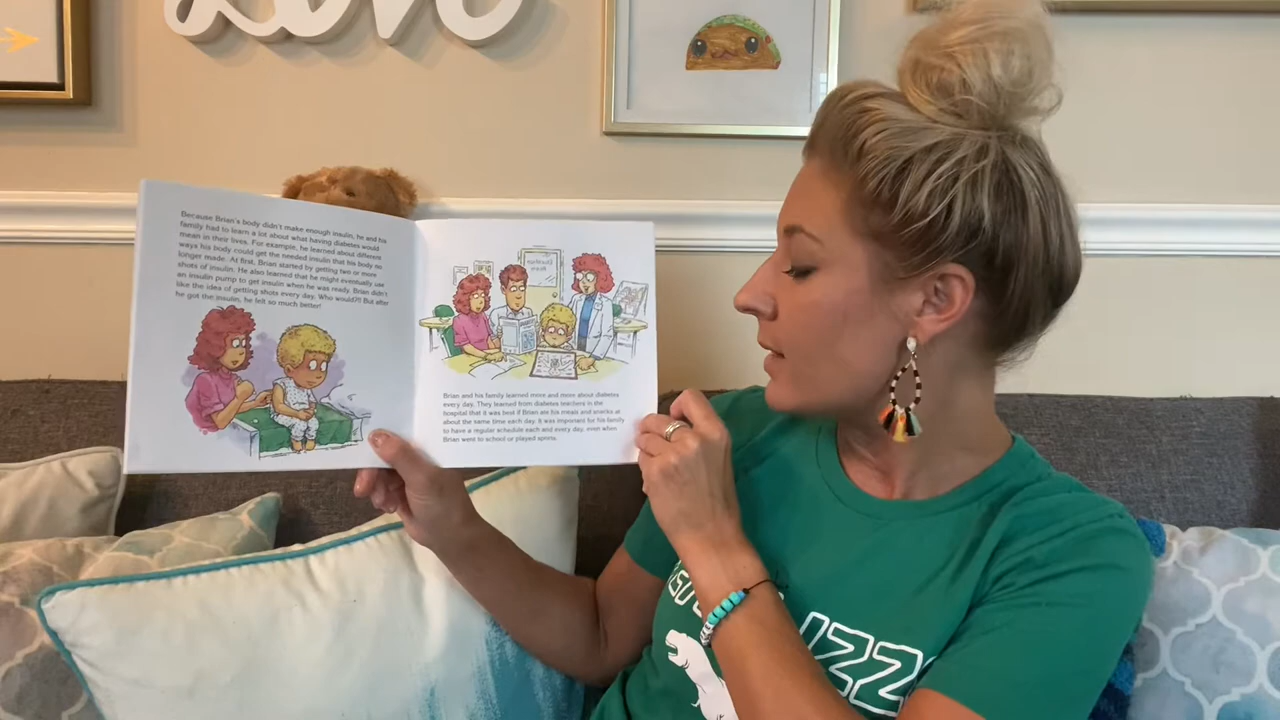 Because Brian's body didn't make enough insulin, he and his
family had to learn a lot about what having diabetes would
mean in their lives. For example, he learned about different
ways his body could get the needed insulin that his body no
longer made. At first, Brian started by getting two or more
shots of insulin. He also learned that he might eventually use
an insulin pump to get insulin when he was ready. Brian didn't
like the idea of getting shots every day. Who would?! But after
he got the insulin, he felt so much better!
Brian and his family learned more and more about diabetes
every day. They learned from diabetes teachers in the
hospital that it was best if Brian ate his meals and snacks at
about the same time each day. It was important for his family
to have a regular schedule each and every day, even when
Brian went to school or played sports.